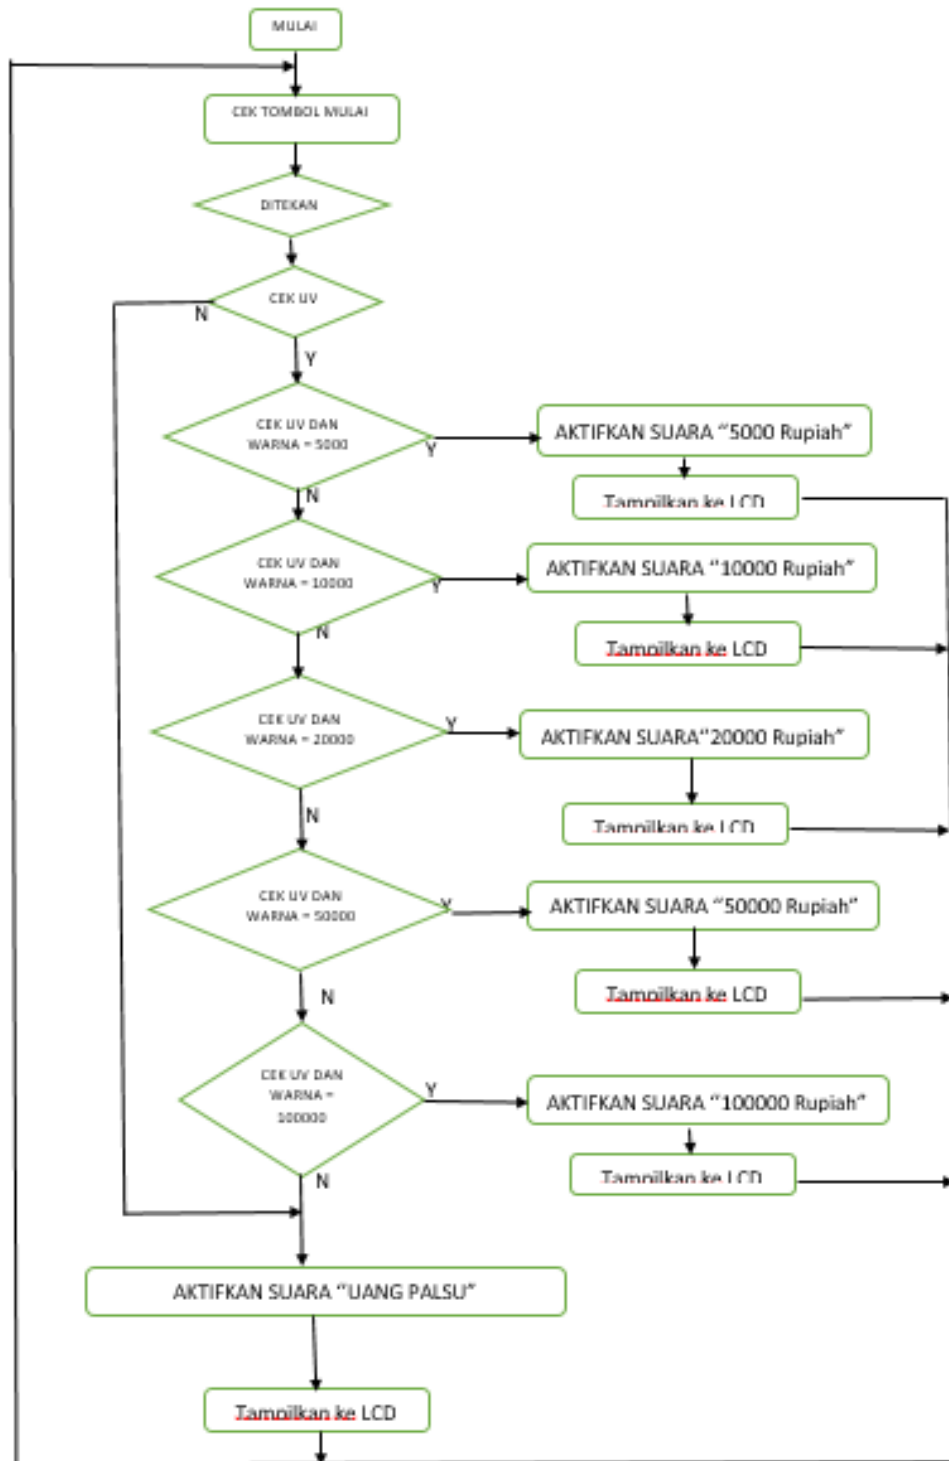 MULAI
CEK TOMBOL MULAI
DITEKAN
CEK UV
N
Y
CEK UV DAN
WARNA = 5000
Y
AKTIFKAN SUARA “5000 Rupiah”
Tampilkan ke LCD
N
CEK UV DAN
WARNA = 10000
Y
AKTIFKAN SUARA “10000 Rupiah”
Tampilkan ke LCD
N
CEK UV DAN
WARNA = 20000
Y
AKTIFKAN SUARA“20000 Rupiah”
Tampilkan ke LCD
N
CEK UV DAN
WARNA = 50000
Y
AKTIFKAN SUARA “50000 Rupiah”
Tampilkan ke LCD
N
CEK UV DAN
WARNA =
100000
Y
AKTIFKAN SUARA “100000 Rupiah”
Tampilkan ke LCD
N
AKTIFKAN SUARA “UANG PALSU”
Tampilkan ke LCD